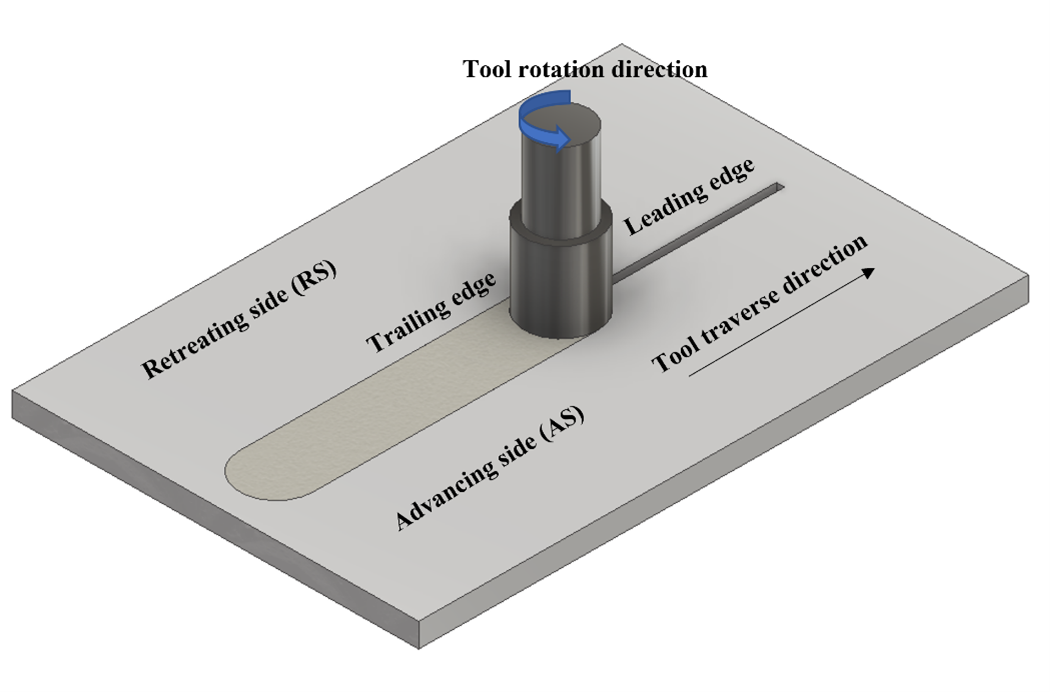 Tool rotation direction
Leading edge
Retreating side (RS)
Trailing edge
Tool traverse direction
Advancing side (AS)